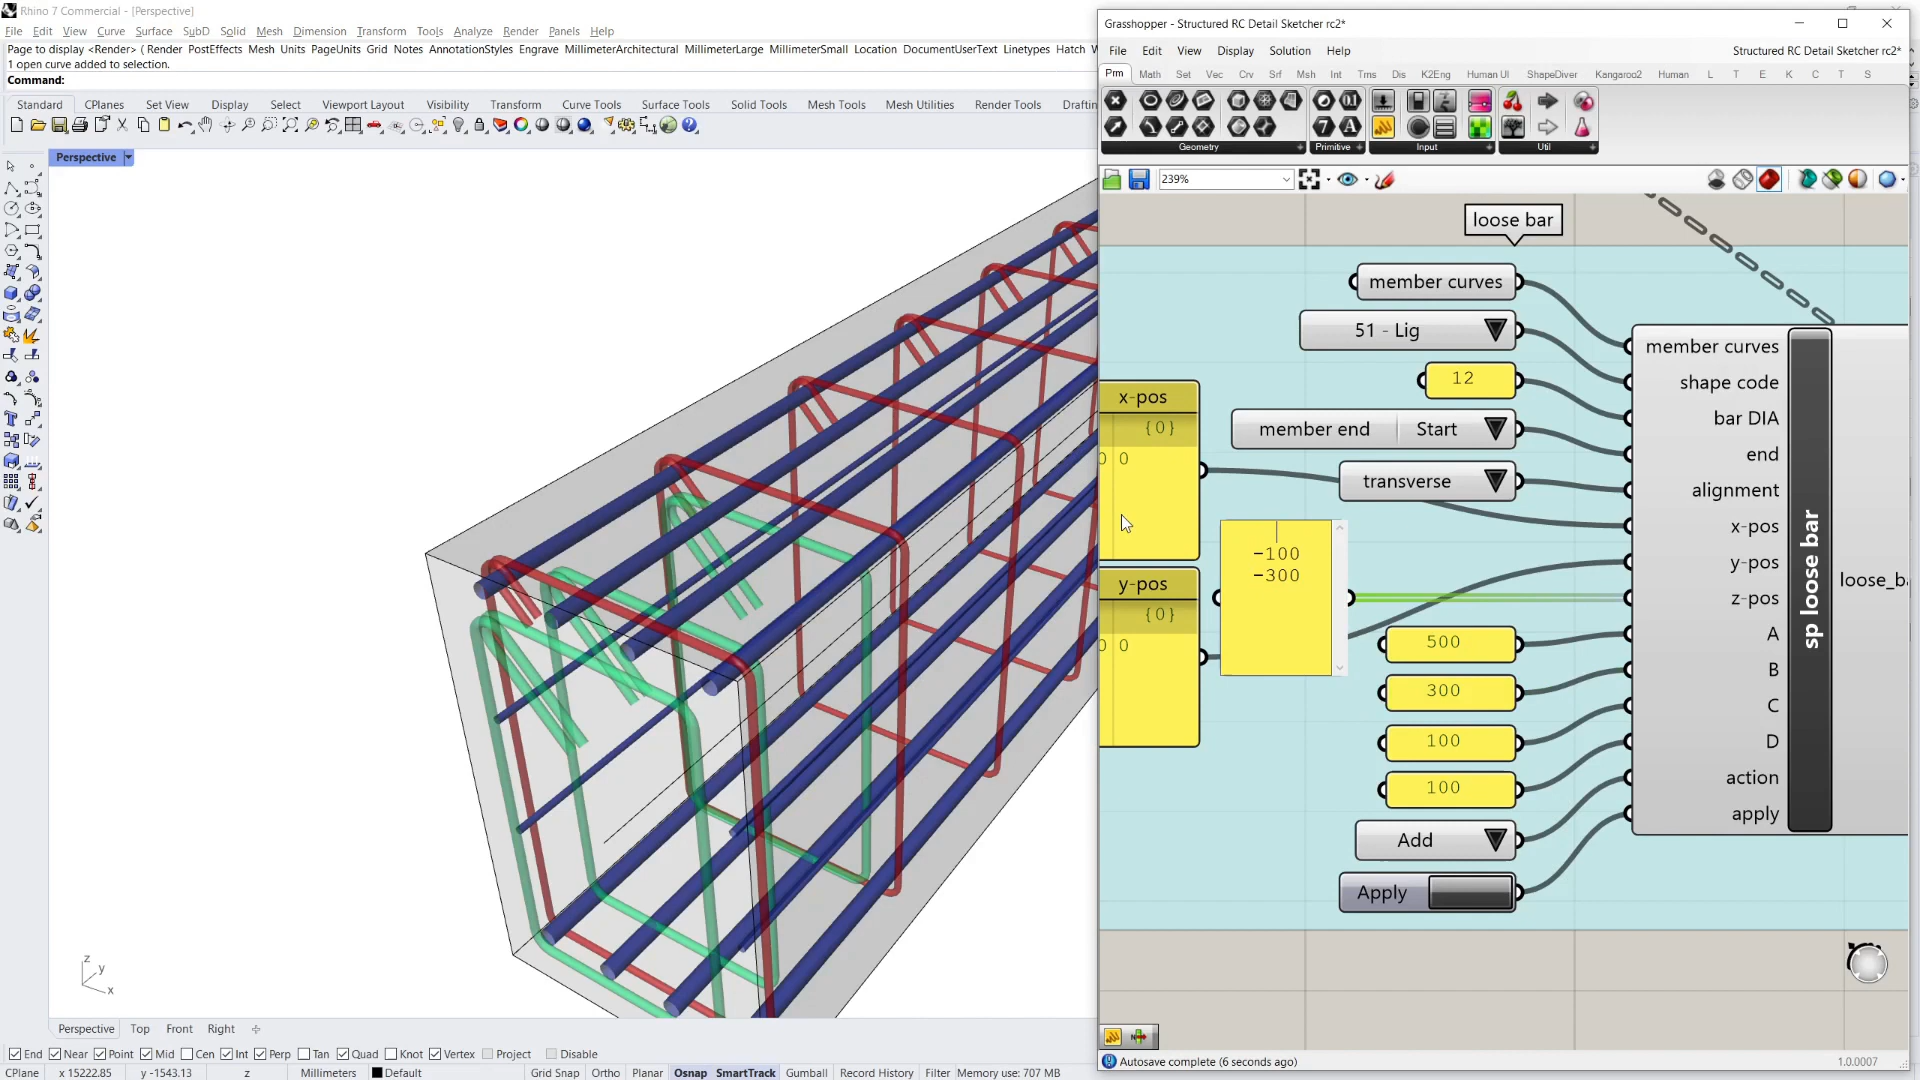 Rhino 7 Commercial - [Perspective]
File Edit View Curve Surface SubD Solid Mesh Dimension Transform Tools Analyze Render Panels Help
Page to display <Render> ( Render PostEffects Mesh Units PageUnits Grid Notes AnnotationStyles Engrave MillimeterArchitectural MillimeterLarge MillimeterSmall Location DocumentUserText Linetypes Hatch W
1 open curve added to selection.
Command:
Standard CPlanes Set View Display Select Viewport Layout Visibility Transform Curve Tools Surface Tools Solid Tools Mesh Tools Mesh Utilities Render Tools Draftin
Perspective
z
y
x
Perspective Top Front Right
End Near Point Mid Cen Int Perp Tan Quad Knot Vertex Project Disable
CPlane x 15222.85 y -1543.13 z Millimeters Default Grid Snap Ortho Planar Osnap SmartTrack Gumball Record History Filter Memory use: 707 MB
Grasshopper - Structured RC Detail Sketcher rc2*
File Edit View Display Solution Help Structured RC Detail Sketcher rc2*
Prm Math Set Vec Crv Srf Msh Int Trns Dis K2Eng Human UI ShapeDiver Kangaroo2 Human L T E K C T S
Geometry Primitive Input Util
239%
loose bar
member curves
51 - Lig
12
member end Start
transverse
x-pos
{0}
0 0
y-pos
{0}
0 0
-100
-300
500
300
100
100
Add
Apply
member curves
shape code
bar DIA
end
alignment
x-pos
y-pos
z-pos
A
B
C
D
action
apply
sp loose bar
loose_ba
Autosave complete (6 seconds ago)
1.0.0007